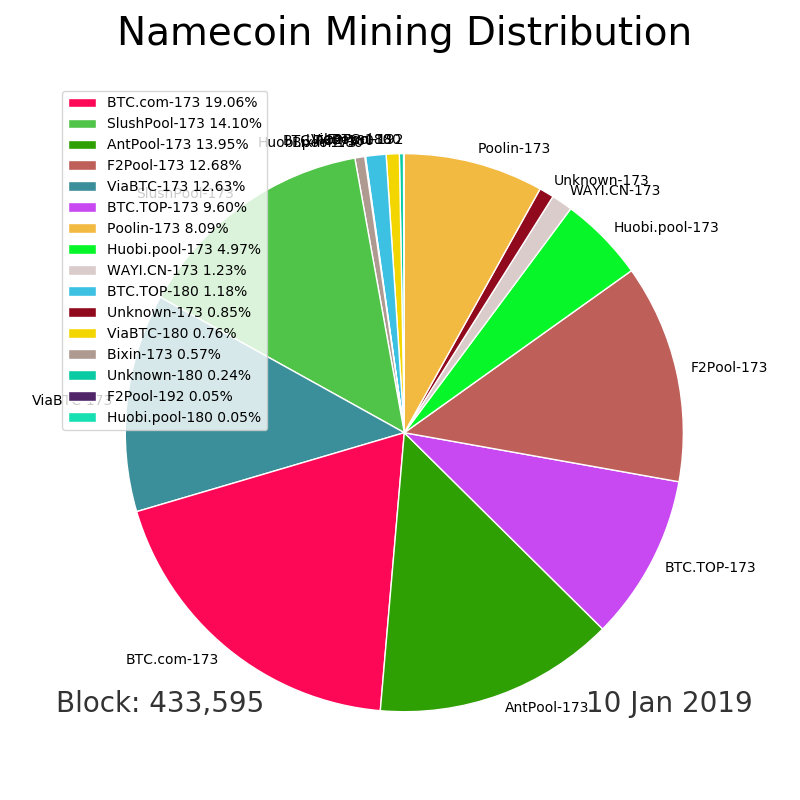 Namecoin Mining Distribution
BTC.com-173 19.06%
SlushPool-173 14.10%
AntPool-173 13.95%
F2Pool-173 12.68%
ViaBTC-173 12.63%
BTC.TOP-173 9.60%
Poolin-173 8.09%
Huobi.pool-173 4.97%
WAYI.CN-173 1.23%
BTC.TOP-180 1.18%
Unknown-173 0.85%
ViaBTC-180 0.76%
Bixin-173 0.57%
Unknown-180 0.24%
F2Pool-192 0.05%
Huobi.pool-180 0.05%
Poolin-173
Unknown-173
WAYI.CN-173
Huobi.pool-173
F2Pool-173
BTC.TOP-173
AntPool-173
BTC.com-173
ViaBTC-173
SlushPool-173
Block: 433,595
10 Jan 2019